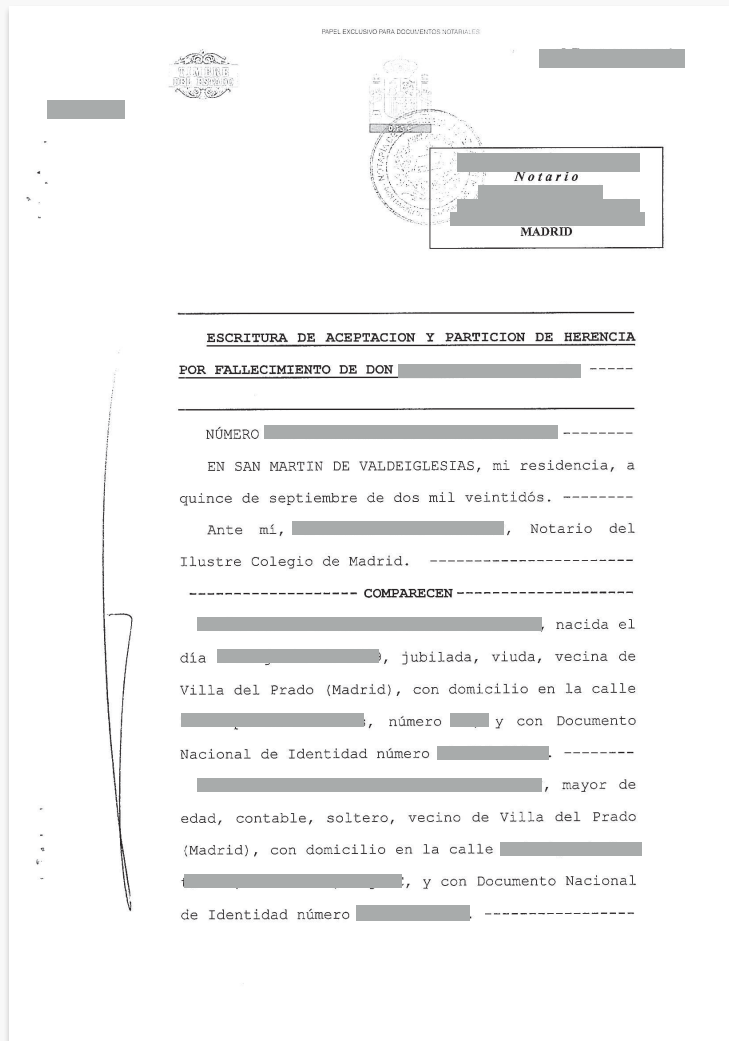 PAPEL EXCLUSIVO PARA DOCUMENTOS NOTARIALES
TIMBRE
DEL ESTADO
Notario
MADRID
ESCRITURA DE ACEPTACION Y PARTICION DE HERENCIA
POR FALLECIMIENTO DE DON -----
NÚMERO --------
EN SAN MARTIN DE VALDEIGLESIAS, mi residencia, a
quince de septiembre de dos mil veintidós. --------
Ante mí, , Notario del
Ilustre Colegio de Madrid. -----------------------
------------------- COMPARECEN --------------------
, nacida el
día , jubilada, viuda, vecina de
Villa del Prado (Madrid), con domicilio en la calle
, número y con Documento
Nacional de Identidad número . --------
, mayor de
edad, contable, soltero, vecino de Villa del Prado
(Madrid), con domicilio en la calle
, y con Documento Nacional
de Identidad número . -----------------